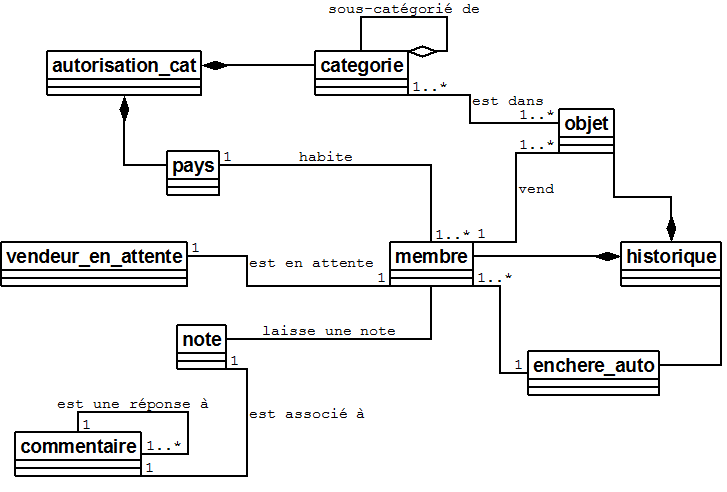 sous-catégorié de
autorisation_cat
categorie
1..*
est dans
1..*
objet
pays
1
habite
1..*
vend
1..*
1
vendeur_en_attente
1
est en attente
1
membre
1..*
historique
note
laisse une note
1
enchere_auto
1
est une réponse à
1
est associé à
commentaire
1..*
1